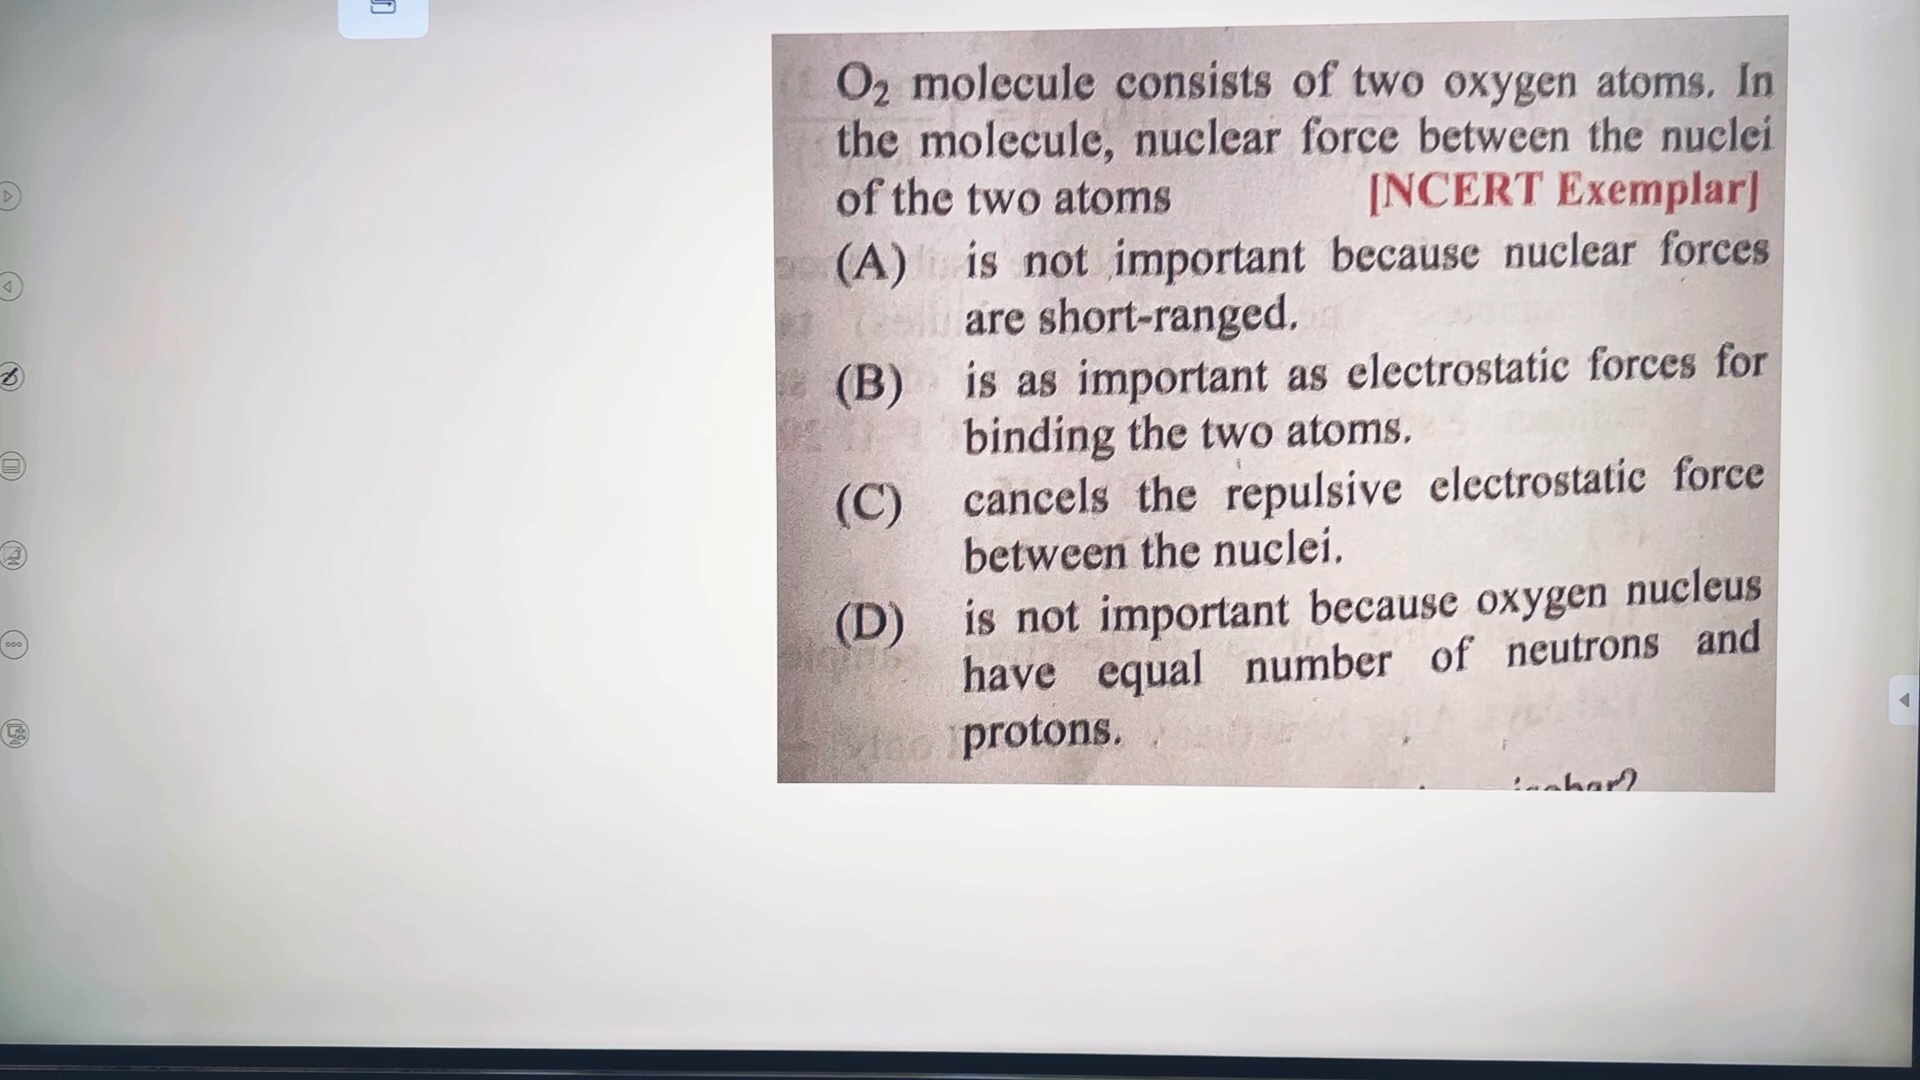 O₂ molecule consists of two oxygen atoms. In
the molecule, nuclear force between the nuclei
of the two atoms [NCERT Exemplar]
(A) is not important because nuclear forces
are short-ranged.
(B) is as important as electrostatic forces for
binding the two atoms.
(C) cancels the repulsive electrostatic force
between the nuclei.
(D) is not important because oxygen nucleus
have equal number of neutrons and
protons.